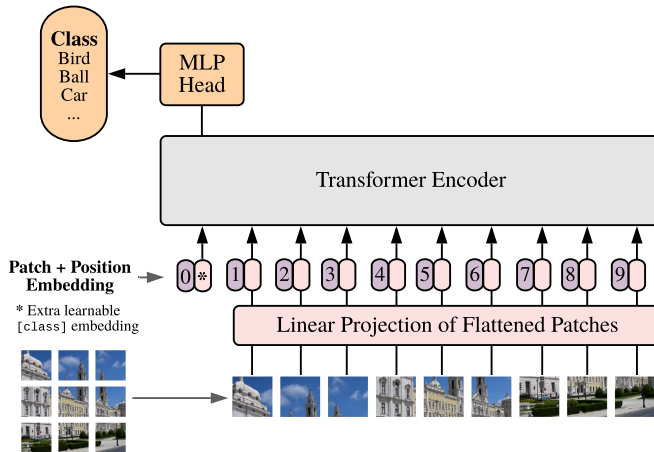 Class
Bird
Ball
Car
...
MLP
Head
Transformer Encoder
Patch + Position
Embedding
0 * 1 2 3 4 5 6 7 8 9
* Extra learnable
[class] embedding
Linear Projection of Flattened Patches